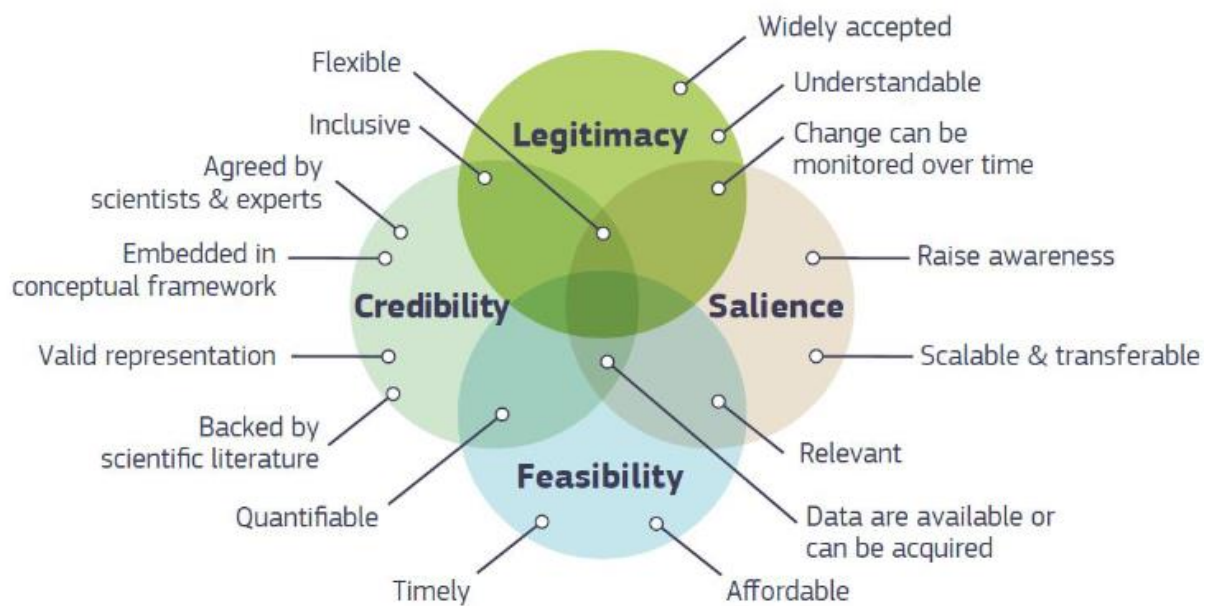 Widely accepted
Flexible
Understandable
Inclusive
Legitimacy
Change can be
monitored over time
Agreed by
scientists & experts
Embedded in
conceptual framework
Raise awareness
Credibility
Salience
Valid representation
Scalable & transferable
Backed by
scientific literature
Relevant
Feasibility
Quantifiable
Data are available or
can be acquired
Timely
Affordable